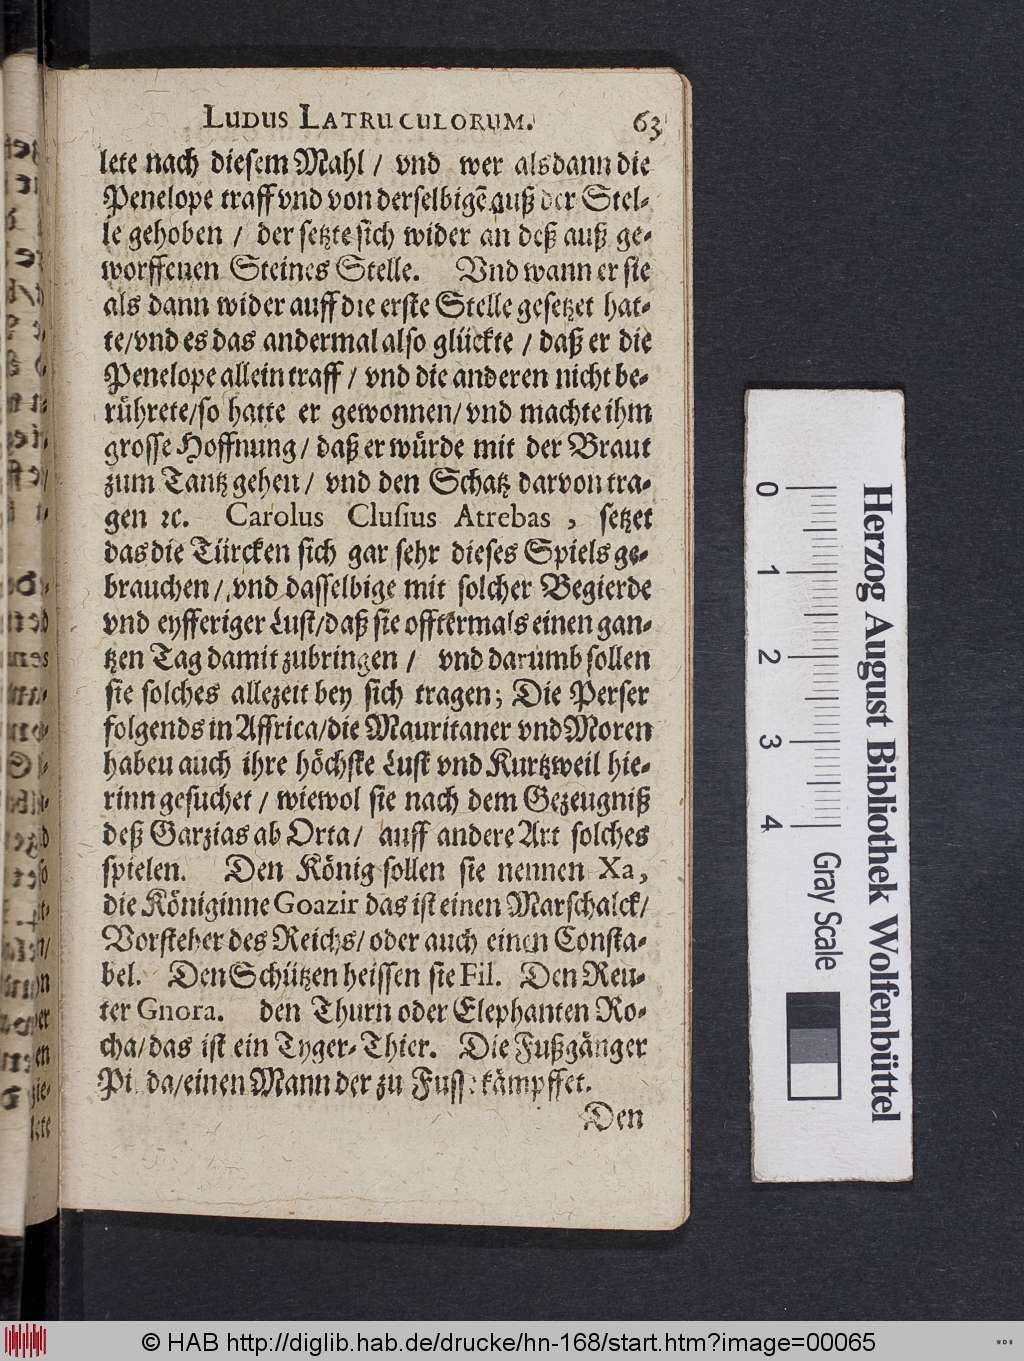 LUDUS LATRUCULORUM. 63
lete nach diesem Mahl / vnd wer alsdann die
Penelope traff vnd von derselbigē auß der Stel-
le gehoben / der setzte sich wider an deß auß ge-
worffenen Steines Stelle. Vnd wann er sie
als dann wider auff die erste Stelle gesetzet hat-
te/vnd es das andermal also glückte / daß er die
Penelope allein traff / vnd die anderen nicht be-
rührete/so hatte er gewonnen/ vnd machte ihm
grosse Hoffnung / daß er würde mit der Braut
zum Tantz gehen / vnd den Schatz darvon tra-
gen ꝛc. Carolus Clusius Atrebas , setzet
das die Türcken sich gar sehr dieses Spiels ge-
brauchen / vnd dasselbige mit solcher Begierde
vnd eyfferiger Lust/daß sie offtermals einen gan-
tzen Tag damit zubringen / vnd darumb sollen
sie solches allezeit bey sich tragen; Die Perser
folgends in Affrica/die Mauritaner vnd Moren
habeu auch ihre höchste Lust vnd Kurtzweil hie-
rinn gesuchet / wiewol sie nach dem Gezeugniß
deß Garzias ab Orta / auff andere Art solches
spielen. Den König sollen sie nennen Xa,
die Königinne Goazir das ist einen Marschalck/
Vorsteher des Reichs/ oder auch einen Consta-
bel. Den Schützen heissen sie Fil. Den Reu-
ter Gnora. den Thurn oder Elephanten Ro-
cha/das ist ein Tyger-Thier. Die Fußgänger
da/einen Mann der zu Fusse kämpffet.
Den
0 1 2 3 4
Gray Scale
Herzog August Bibliothek Wolfenbüttel
© HAB http://diglib.hab.de/drucke/hn-168/start.htm?image=00065